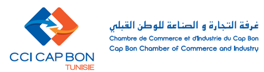 CCI CAP BON
TUNISIE
غرفة التجارة و الصناعة للوطن القبلي
Chambre de Commerce et d'Industrie du Cap Bon
Cap Bon Chamber of Commerce and Industry